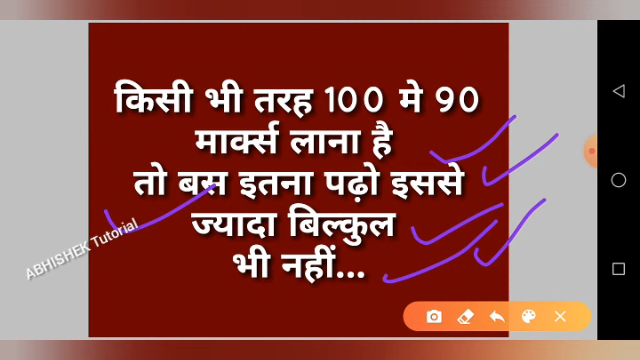 किसी भी तरह 100 मे 90
मार्क्स लाना है
तो बस इतना पढ़ो इससे
ज्यादा बिल्कुल
भी नहीं...
ABHISHEK Tutorial